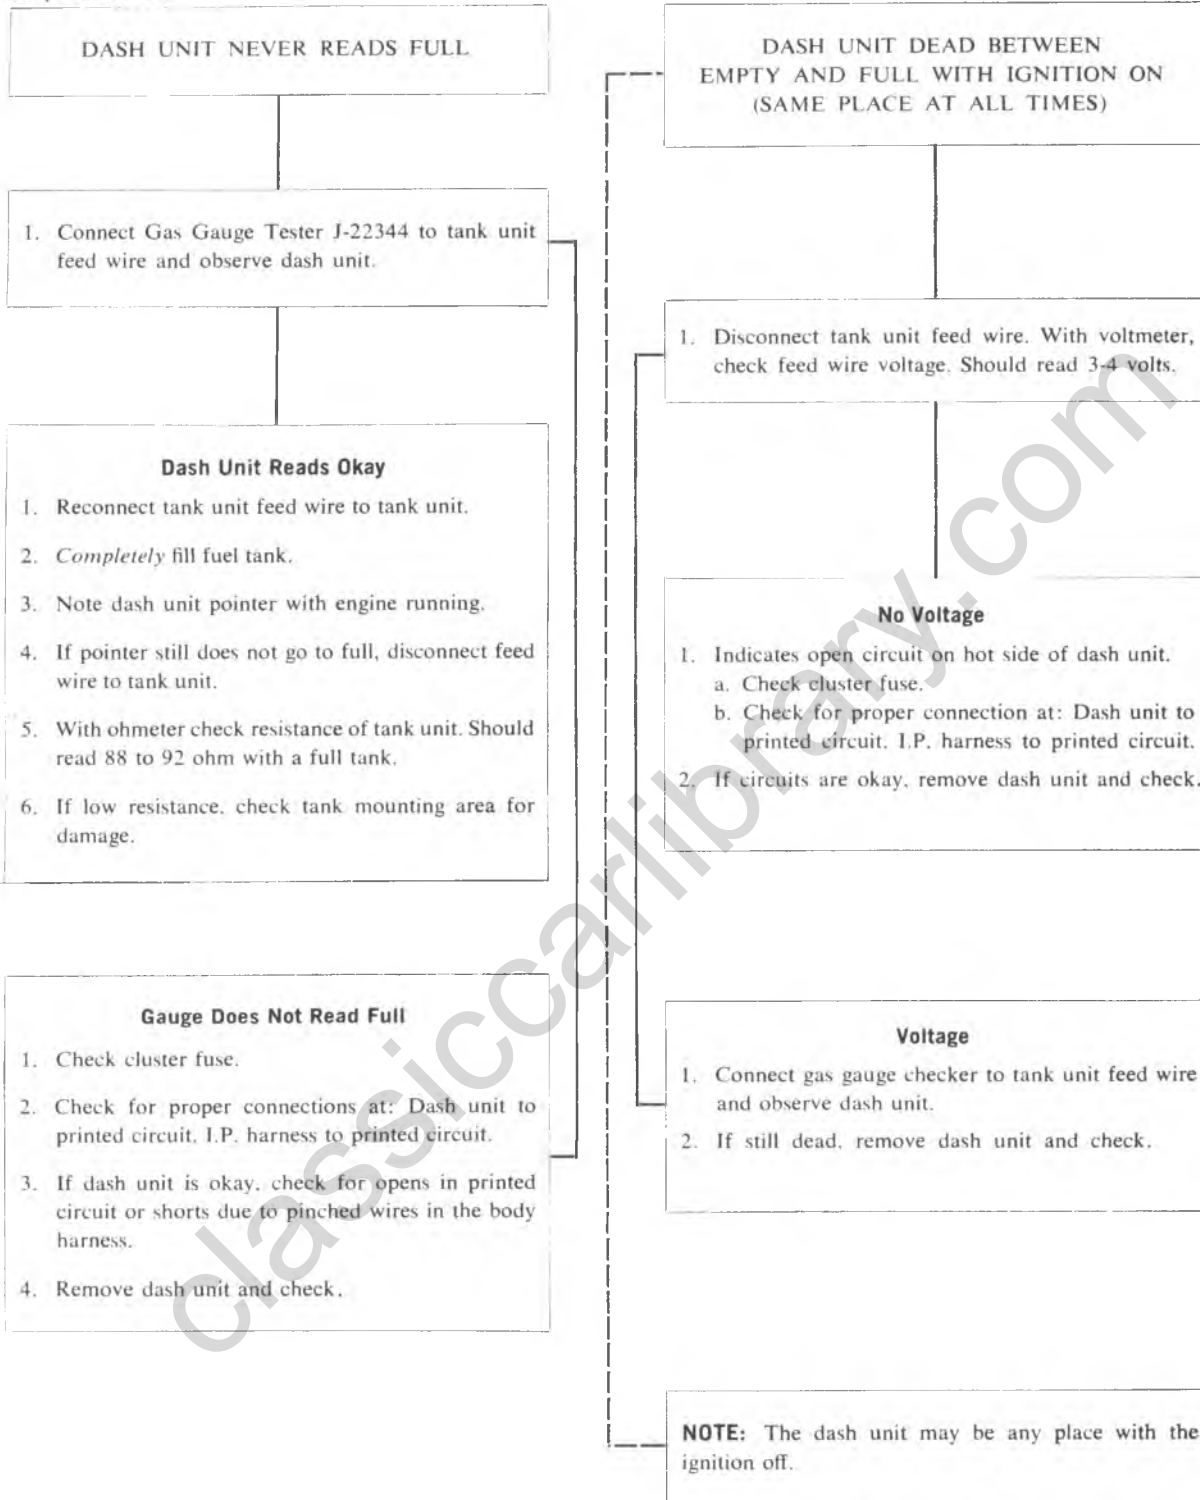 DASH UNIT NEVER READS FULL
1. Connect Gas Gauge Tester J-22344 to tank unit
feed wire and observe dash unit.
Dash Unit Reads Okay
1. Reconnect tank unit feed wire to tank unit.
2. Completely fill fuel tank.
3. Note dash unit pointer with engine running.
4. If pointer still does not go to full, disconnect feed
wire to tank unit.
5. With ohmeter check resistance of tank unit. Should
read 88 to 92 ohm with a full tank.
6. If low resistance, check tank mounting area for
damage.
Gauge Does Not Read Full
1. Check cluster fuse.
2. Check for proper connections at: Dash unit to
printed circuit. I.P. harness to printed circuit.
3. If dash unit is okay, check for opens in printed
circuit or shorts due to pinched wires in the body
harness.
4. Remove dash unit and check.
DASH UNIT DEAD BETWEEN
EMPTY AND FULL WITH IGNITION ON
(SAME PLACE AT ALL TIMES)
1. Disconnect tank unit feed wire. With voltmeter,
check feed wire voltage. Should read 3-4 volts.
No Voltage
1. Indicates open circuit on hot side of dash unit.
a. Check cluster fuse.
b. Check for proper connection at: Dash unit to
printed circuit. I.P. harness to printed circuit.
2. If circuits are okay, remove dash unit and check.
Voltage
1. Connect gas gauge checker to tank unit feed wire
and observe dash unit.
2. If still dead, remove dash unit and check.
NOTE: The dash unit may be any place with the
ignition off.
classiccarlibrary.com